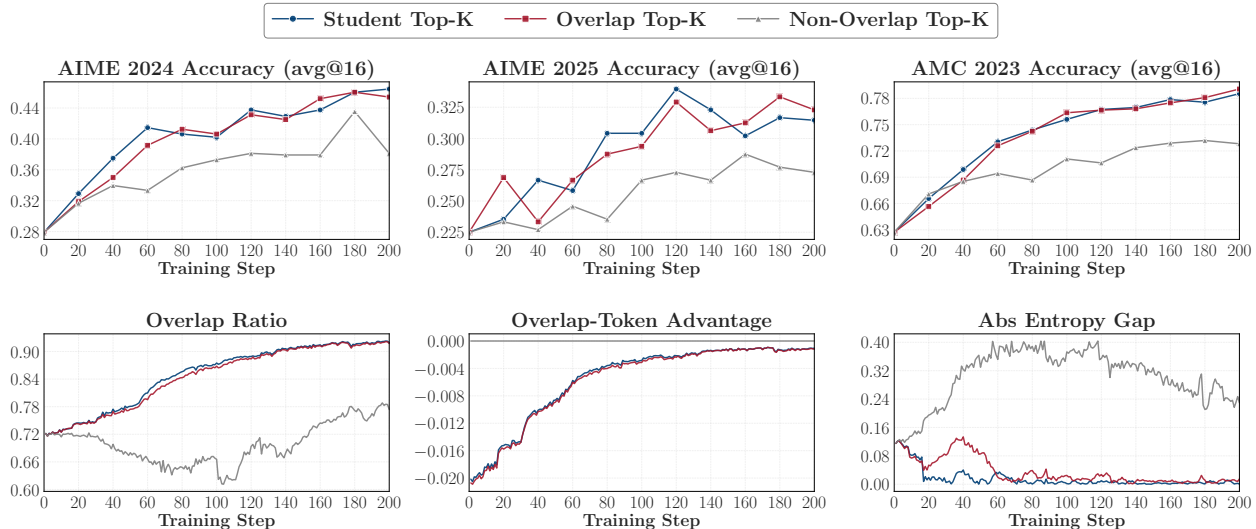 Student Top-K Overlap Top-K Non-Overlap Top-K
AIME 2024 Accuracy (avg@16)
0.44
0.40
0.36
0.32
0.28
0 20 40 60 80 100 120 140 160 180 200
Training Step
AIME 2025 Accuracy (avg@16)
0.325
0.300
0.275
0.250
0.225
0 20 40 60 80 100 120 140 160 180 200
Training Step
AMC 2023 Accuracy (avg@16)
0.78
0.75
0.72
0.69
0.66
0.63
0 20 40 60 80 100 120 140 160 180 200
Training Step
Overlap Ratio
0.90
0.84
0.78
0.72
0.66
0.60
0 20 40 60 80 100 120 140 160 180 200
Training Step
Overlap-Token Advantage
0.000
−0.004
−0.008
−0.012
−0.016
−0.020
0 20 40 60 80 100 120 140 160 180 200
Training Step
Abs Entropy Gap
0.40
0.32
0.24
0.16
0.08
0.00
0 20 40 60 80 100 120 140 160 180 200
Training Step